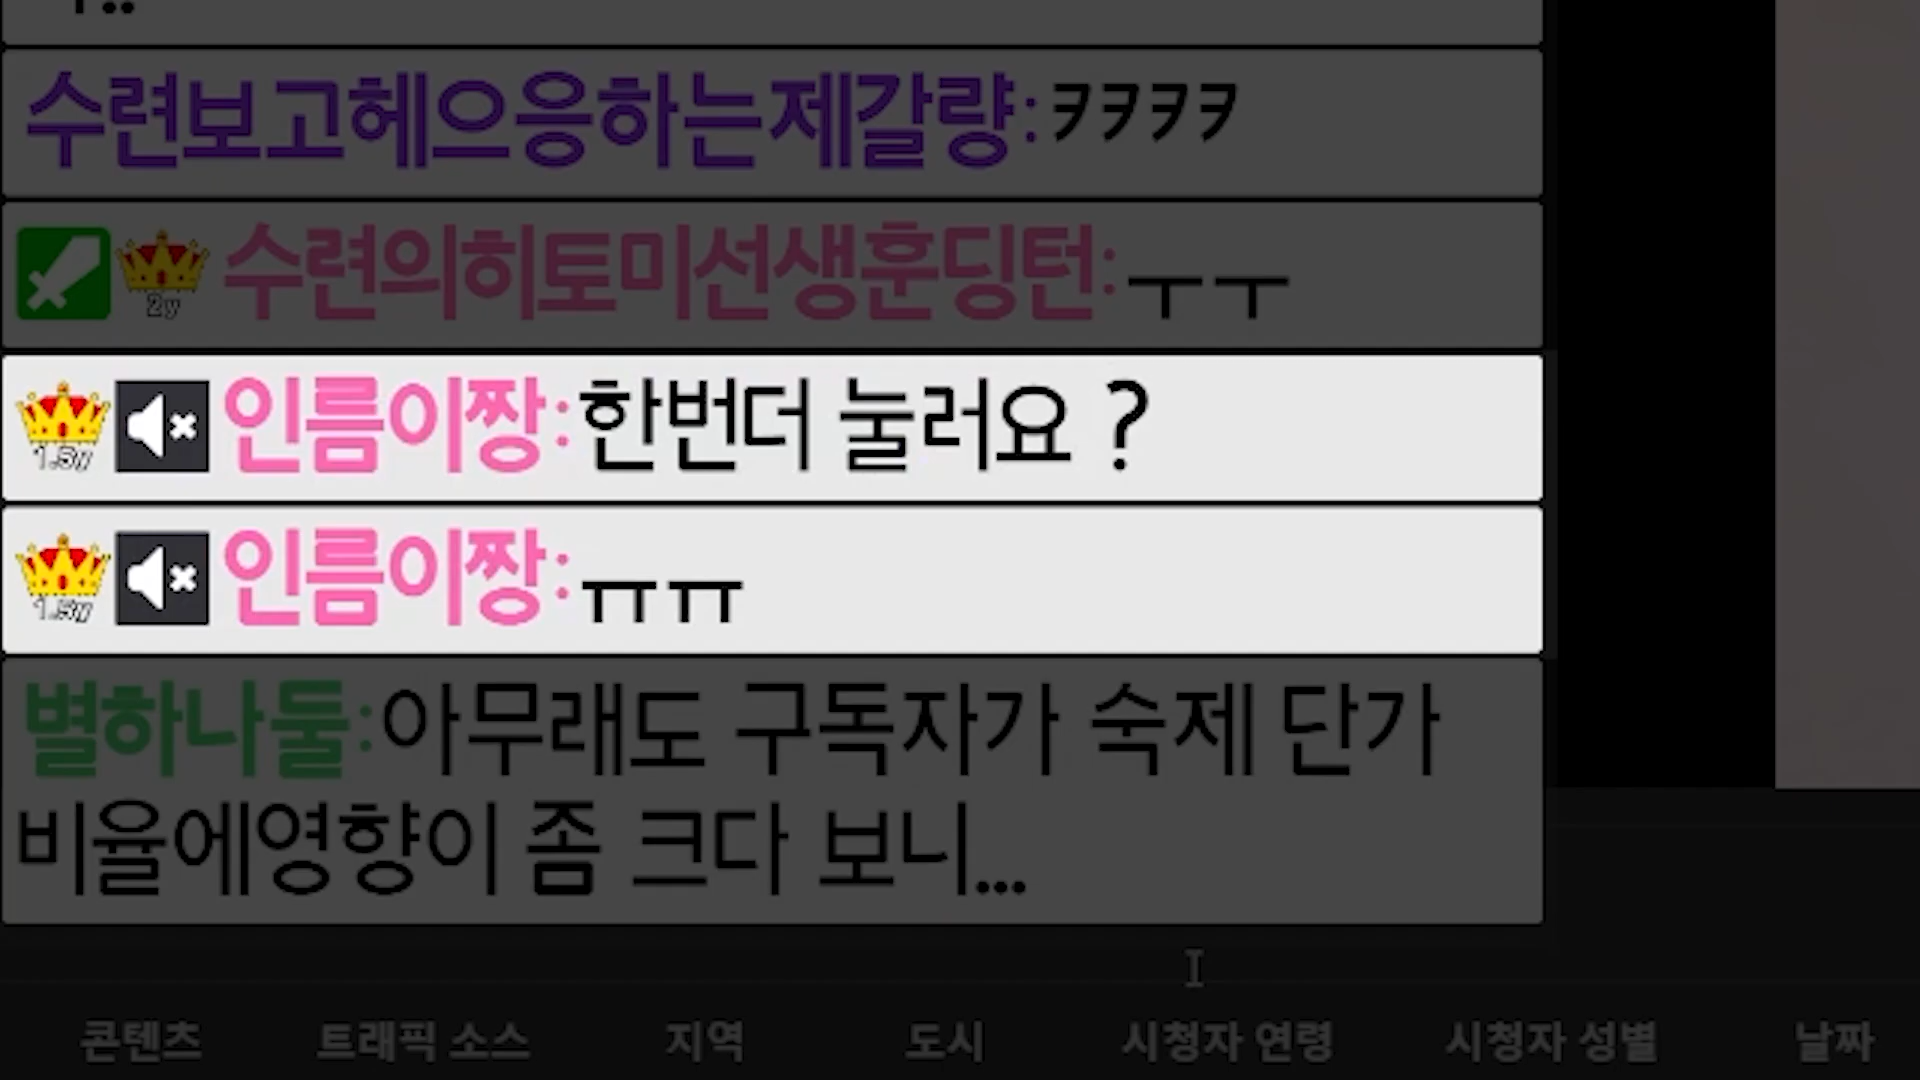 수련보고헤으응하는제갈량:ㅋㅋㅋㅋ
2y 수련의히토미선생훈딩턴:ㅜㅜ
인름이짱:한번더 눌러요 ?
인름이짱:ㅠㅠ
별하나둘:아무래도 구독자가 숙제 단가
비율에영향이 좀 크다 보니...
콘텐츠 트래픽 소스 지역 도시 시청자 연령 시청자 성별 날짜